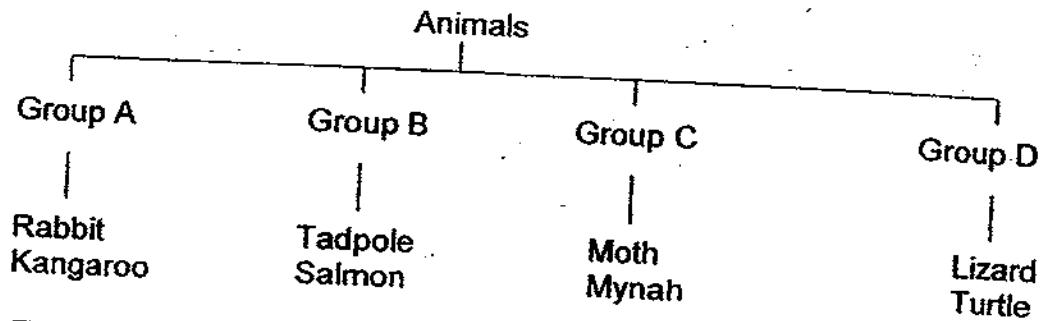 Animals
Group A
Group B
Group C
Group D
Rabbit
Kangaroo
Tadpole
Salmon
Moth
Mynah
Lizard
Turtle